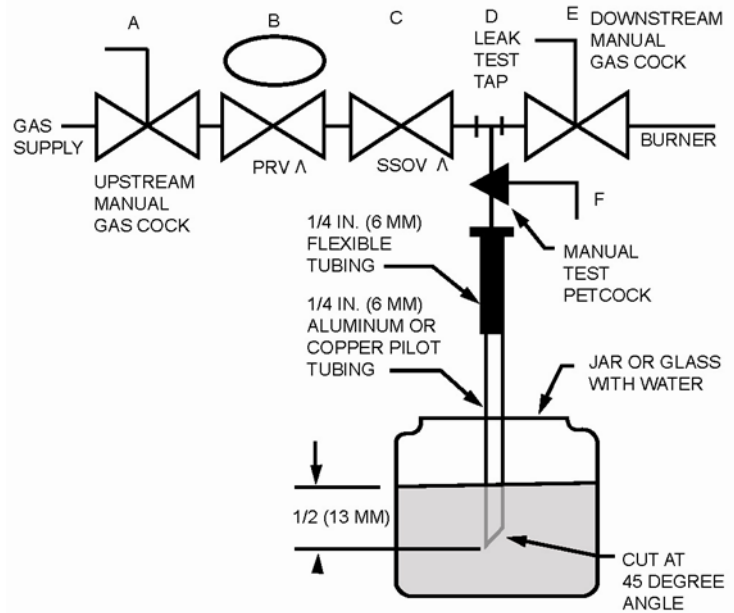 A
B
C
D
LEAK
TEST
TAP
E
DOWNSTREAM
MANUAL
GAS COCK
GAS
SUPPLY
BURNER
UPSTREAM
MANUAL
GAS COCK
PRV Λ
SSOV Λ
F
1/4 IN. (6 MM)
FLEXIBLE
TUBING
MANUAL
TEST
PETCOCK
1/4 IN. (6 MM)
ALUMINUM OR
COPPER PILOT
TUBING
JAR OR GLASS
WITH WATER
1/2 (13 MM)
CUT AT
45 DEGREE
ANGLE